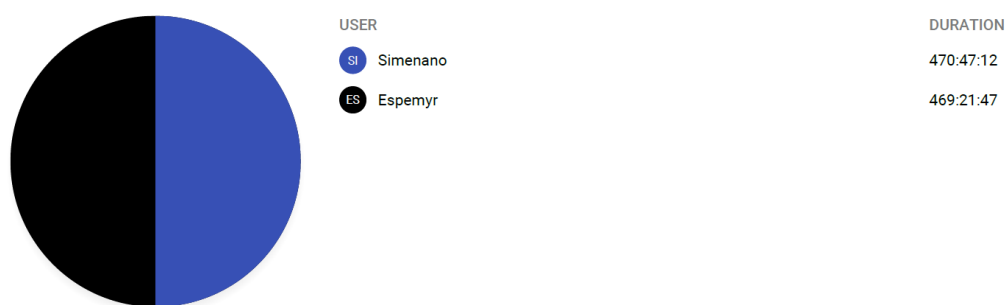 USER DURATION
SI Simenano 470:47:12
ES Espemyr 469:21:47